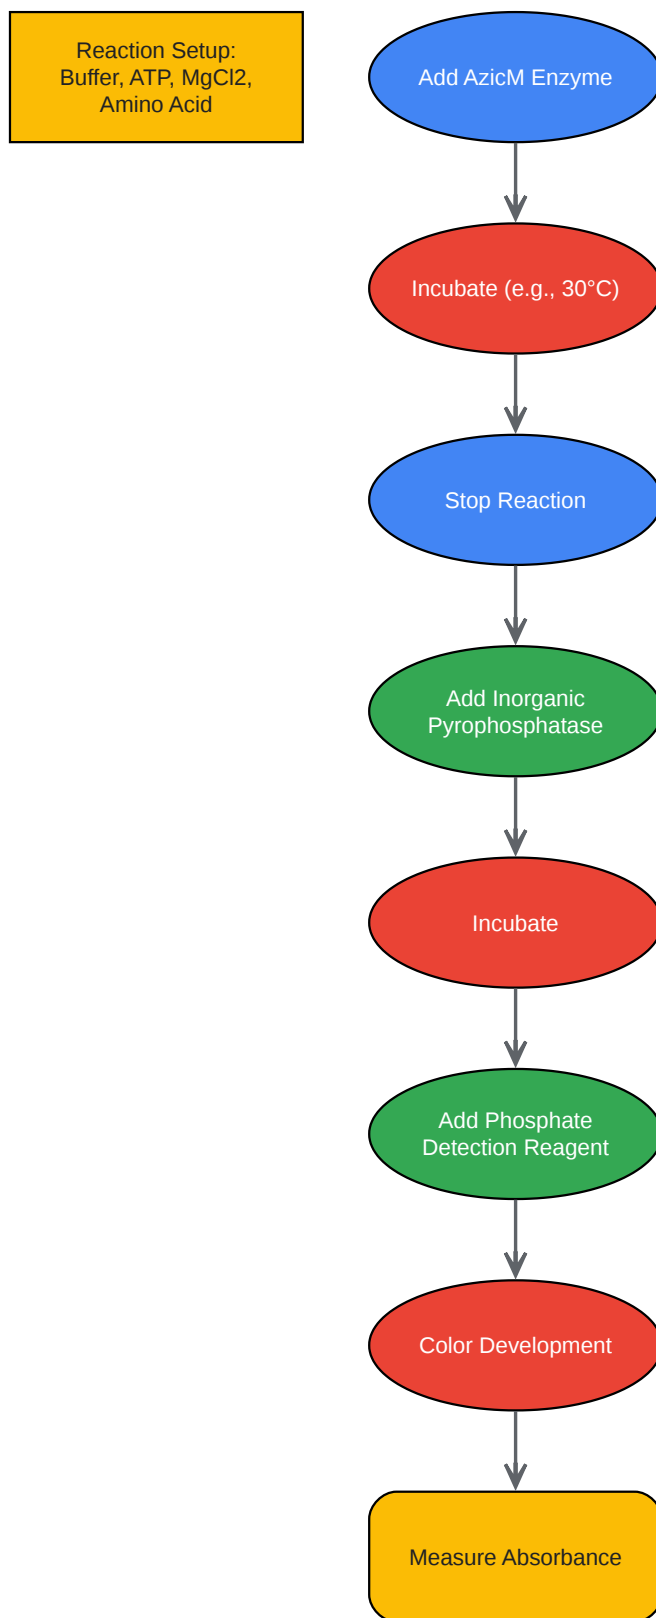 Reaction Setup:
Buffer, ATP, MgCl2,
Amino Acid
Add AzicM Enzyme
Incubate (e.g., 30°C)
Stop Reaction
Add Inorganic
Pyrophosphatase
Incubate
Add Phosphate
Detection Reagent
Color Development
Measure Absorbance